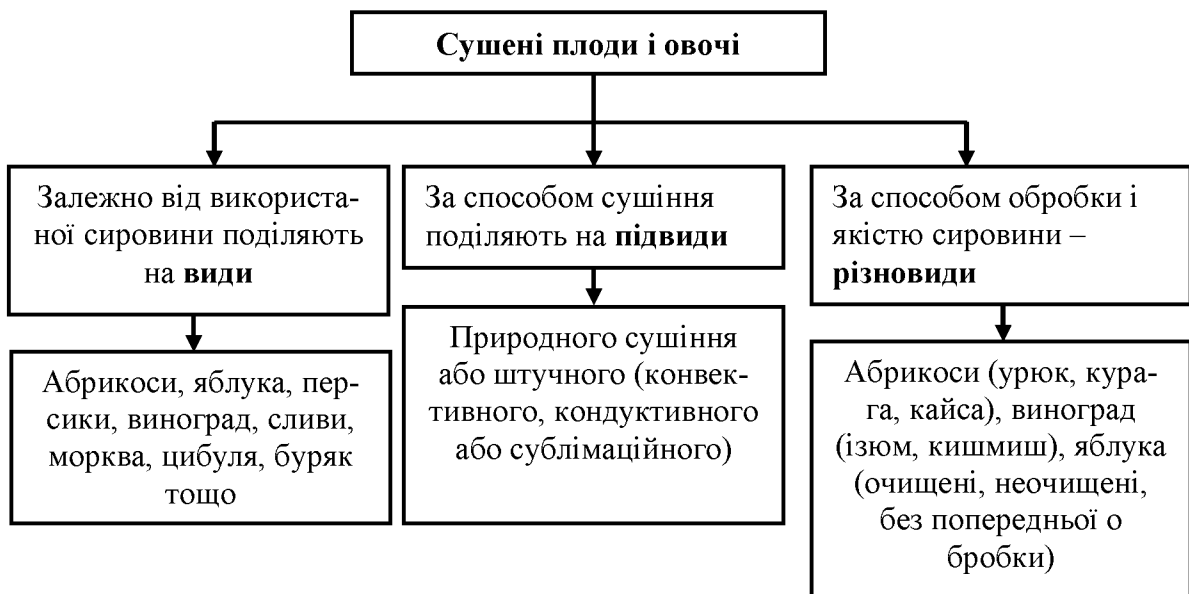 Сушені плоди і овочі
Залежно від використа-
ної сировини поділяють
на види
За способом сушіння
поділяють на підвиди
За способом обробки і
якістю сировини –
різновиди
Абрикоси, яблука, пер-
сики, виноград, сливи,
морква, цибуля, буряк
тощо
Природного сушіння
або штучного (конвек-
тивного, кондуктивного
або сублімаційного)
Абрикоси (урюк, кура-
га, кайса), виноград
(ізюм, кишмиш), яблука
(очищені, неочищені,
без попередньої о
бробки)